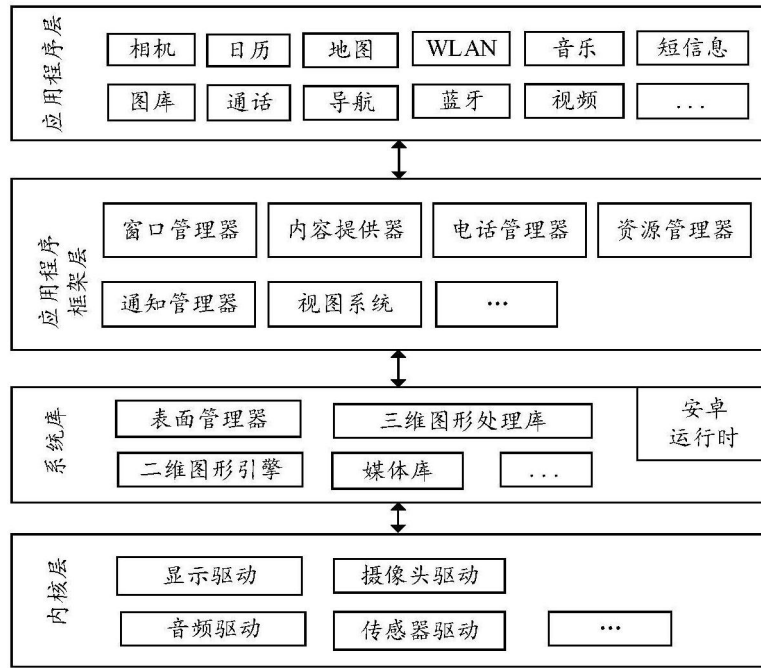 应用程序层
相机 日历 地图 WLAN 音乐 短信息
图库 通话 导航 蓝牙 视频 ...
应用程序
框架层
窗口管理器 内容提供器 电话管理器 资源管理器
通知管理器 视图系统 ...
系统库
表面管理器 三维图形处理库
二维图形引擎 媒体库 ...
安卓
运行时
内核层
显示驱动 摄像头驱动
音频驱动 传感器驱动 ...